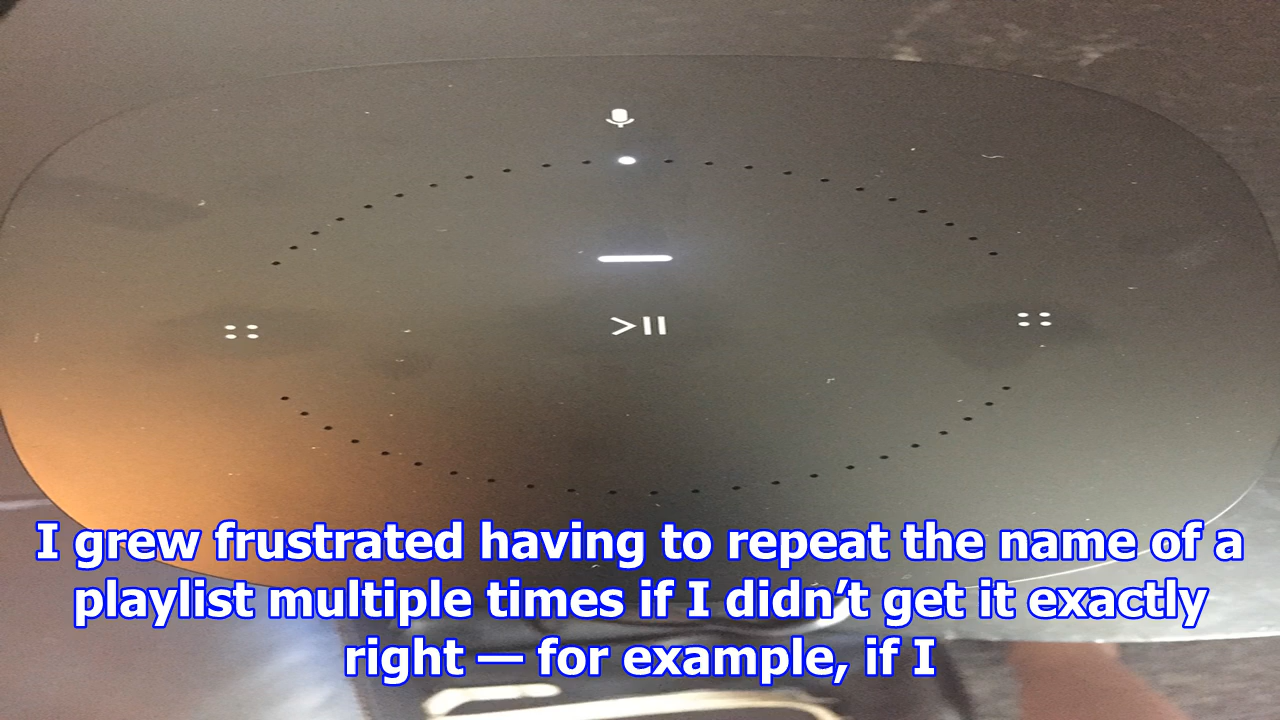 I grew frustrated having to repeat the name of a
playlist multiple times if I didn’t get it exactly
right — for example, if I